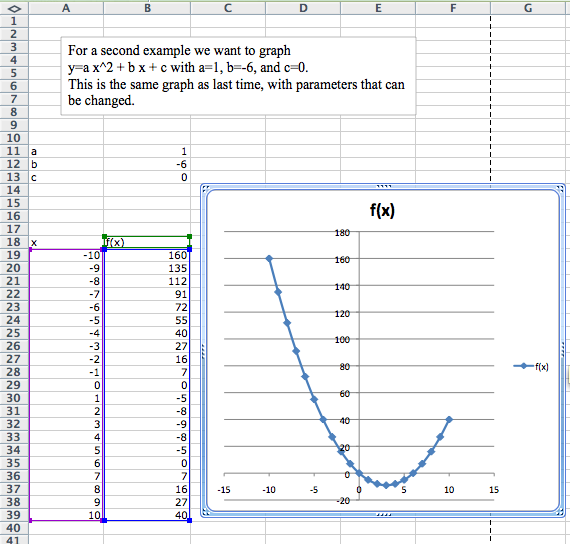 A B C D E F G
1
2
3
For a second example we want to graph
4
y=a x^2 + b x + c with a=1, b=-6, and c=0.
5
6
This is the same graph as last time, with parameters that can
7
be changed.
8
9
10
11 a 1
12 b -6
13 c 0
14
15
16
17
18 x f(x)
19 -10 160
20 -9 135
21 -8 112
22 -7 91
23 -6 72
24 -5 55
25 -4 40
26 -3 27
27 -2 16
28 -1 7
29 0 0
30 1 -5
31 2 -8
32 3 -9
33 4 -8
34 5 -5
35 6 0
36 7 7
37 8 16
38 9 27
39 10 40
40
41
f(x)
180
160
140
120
100
80
60
40
20
0
-20
-15 -10 -5 0 5 10 15
f(x)